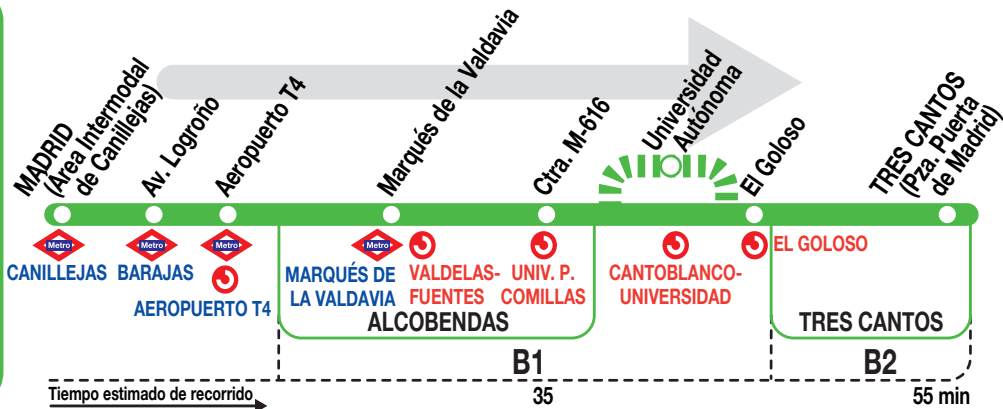 MADRID
(Área Intermodal
de Canillejas)
Av. Logroño
Aeropuerto T4
Marqués de la Valdavia
Ctra. M-616
Universidad
Autónoma
El Goloso
TRES CANTOS
(Pza. Puerta
de Madrid)
Metro
Metro
Metro
Metro
CANILLEJAS
BARAJAS
AEROPUERTO T4
MARQUÉS DE
LA VALDAVIA
VALDELAS-
FUENTES
UNIV. P.
COMILLAS
CANTOBLANCO-
UNIVERSIDAD
EL GOLOSO
ALCOBENDAS
TRES CANTOS
B1
B2
Tiempo estimado de recorrido
35
55 min